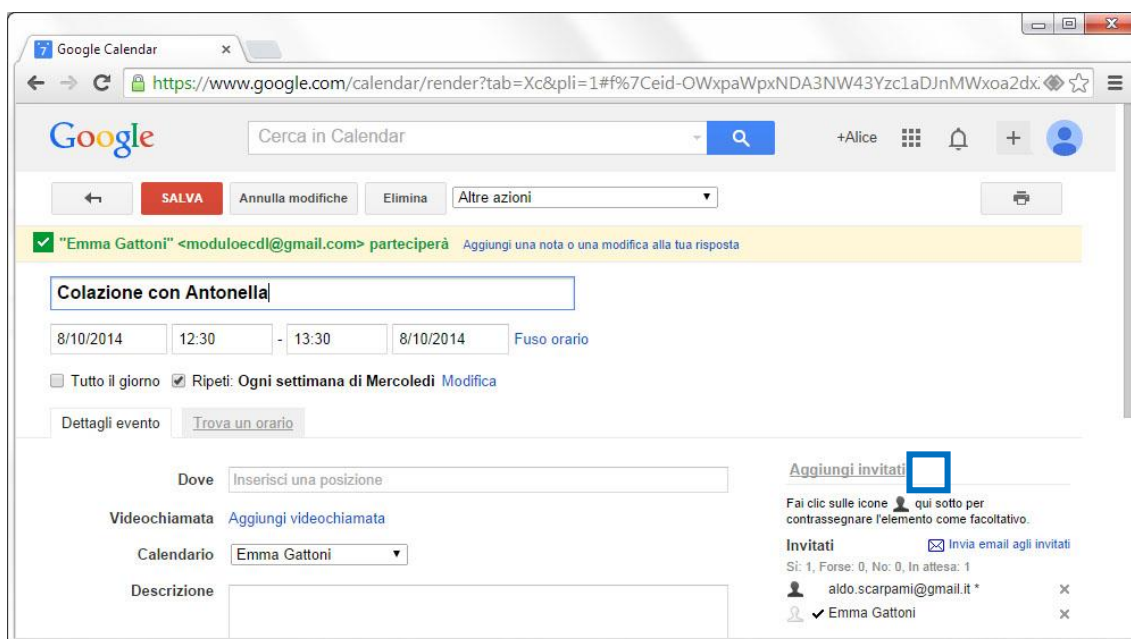 Google Calendar
https://www.google.com/calendar/render?tab=Xc&pli=1#f%7Ceid-OWxpaWpxNDA3NW43Yzc1aDJnMWxoa2dx
Google Cerca in Calendar +Alice
SALVA Annulla modifiche Elimina Altre azioni
"Emma Gattoni" <moduloecdl@gmail.com> parteciperà Aggiungi una nota o una modifica alla tua risposta
Colazione con Antonella
8/10/2014 12:30 - 13:30 8/10/2014 Fuso orario
Tutto il giorno Ripeti: Ogni settimana di Mercoledì Modifica
Dettagli evento Trova un orario
Dove Inserisci una posizione
Videochiamata Aggiungi videochiamata
Calendario Emma Gattoni
Descrizione
Aggiungi invitati
Fai clic sulle icone qui sotto per
contrassegnare l'elemento come facoltativo.
Invitati Invia email agli invitati
Sì: 1, Forse: 0, No: 0, In attesa: 1
aldo.scarpami@gmail.it *
Emma Gattoni